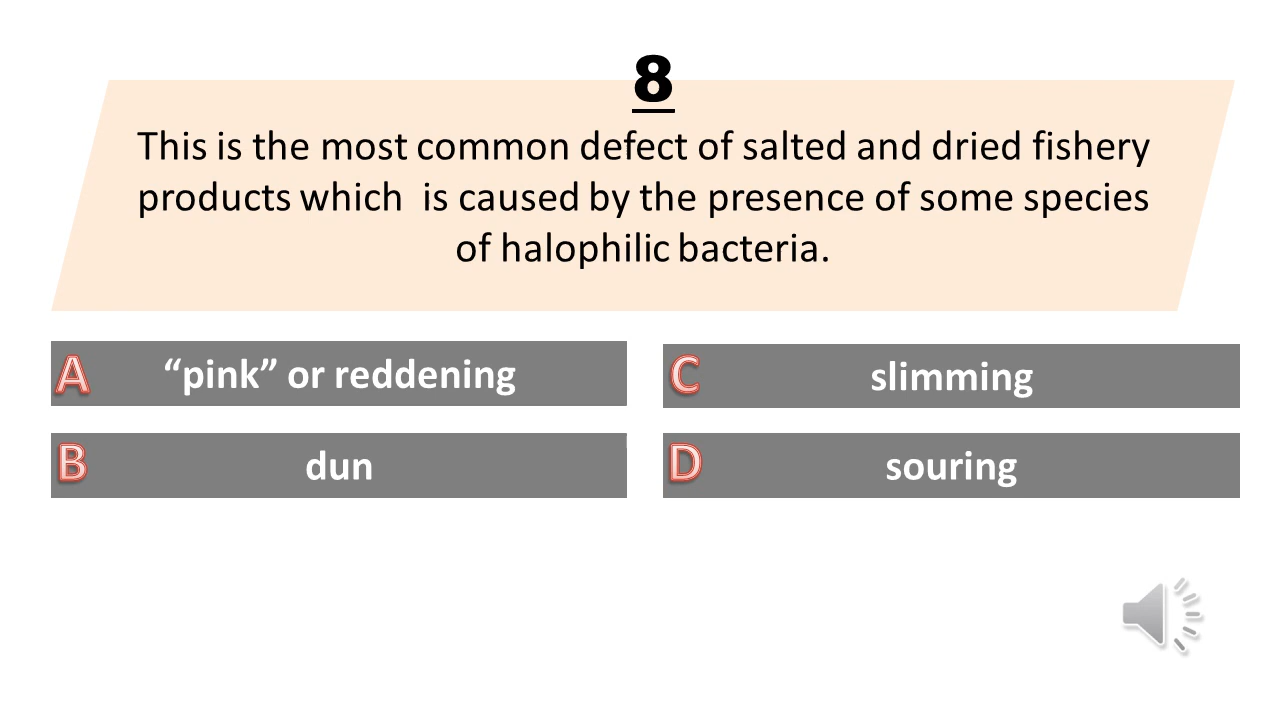 8
This is the most common defect of salted and dried fishery
products which  is caused by the presence of some species
of halophilic bacteria.
A “pink” or reddening
C slimming
B dun
D souring